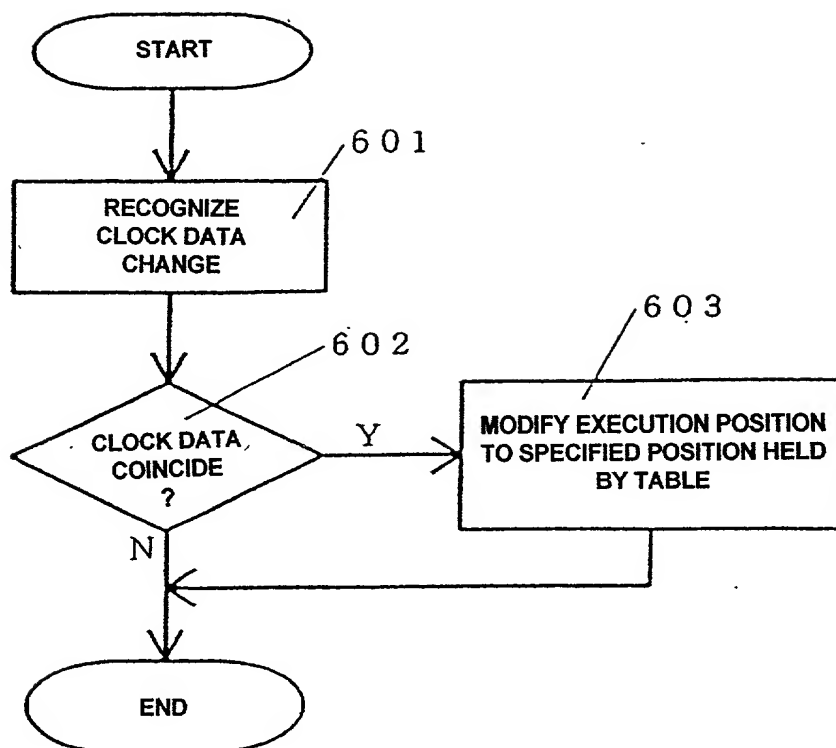 START
601
RECOGNIZE
CLOCK DATA
CHANGE
602
603
CLOCK DATA
COINCIDE
?
Y
MODIFY EXECUTION POSITION
TO SPECIFIED POSITION HELD
BY TABLE
N
END